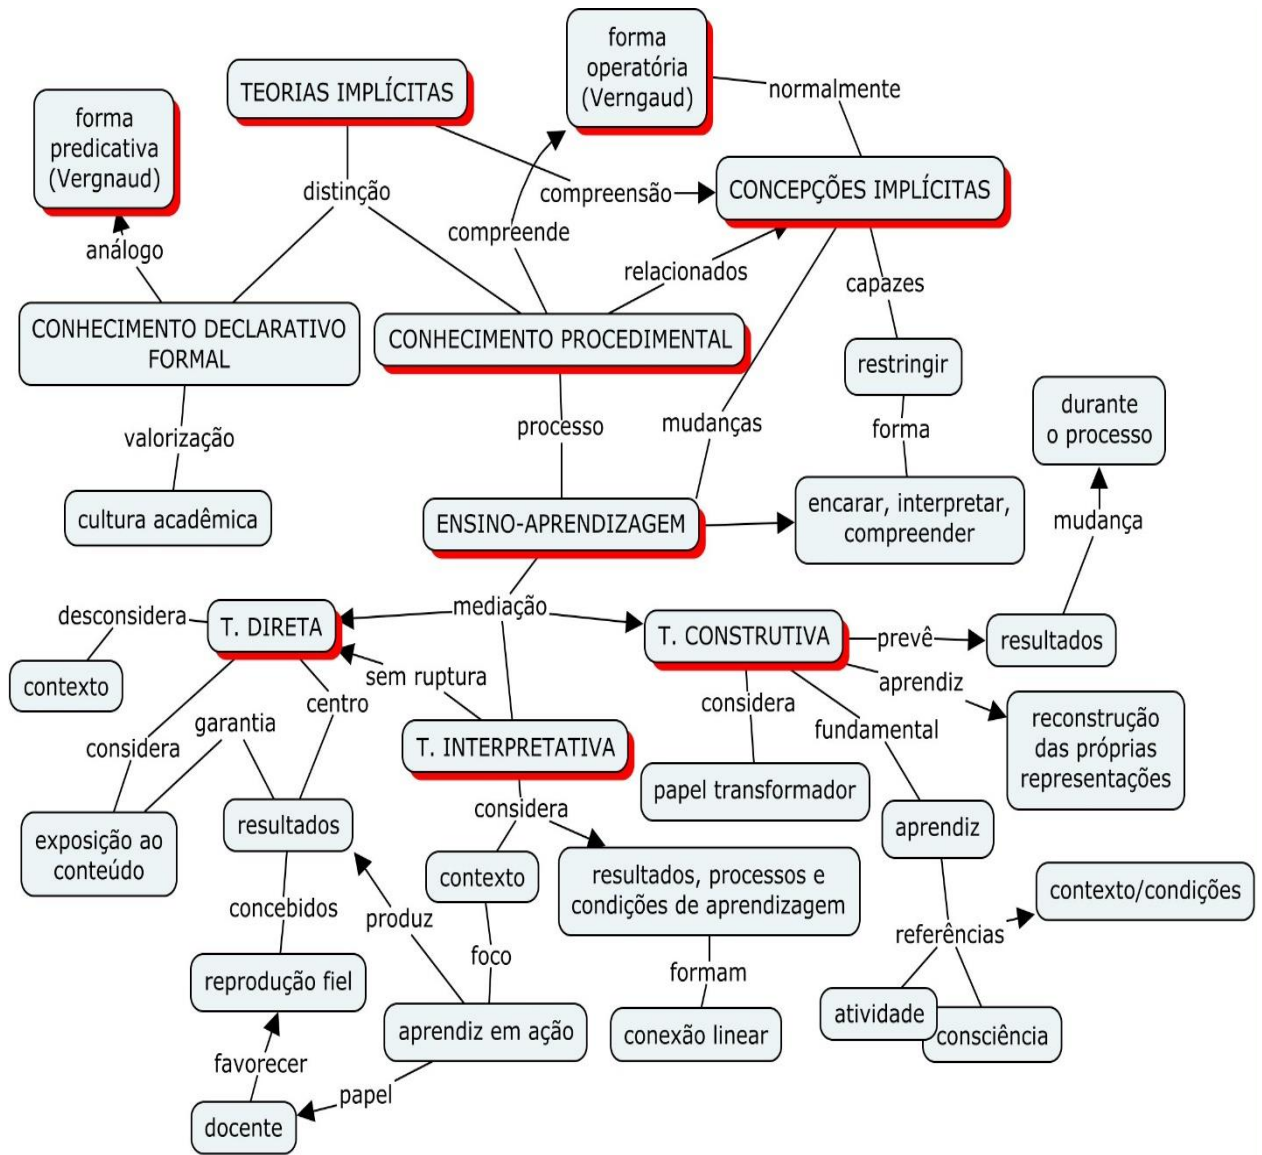 forma
operatória
(Verngaud)
TEORIAS IMPLÍCITAS
normalmente
forma
predicativa
(Vergnaud)
distinção
compreensão
CONCEPÇÕES IMPLÍCITAS
compreende
análogo
relacionados
capazes
CONHECIMENTO DECLARATIVO
FORMAL
CONHECIMENTO PROCEDIMENTAL
restringir
durante
o processo
valorização
processo
mudanças
forma
cultura acadêmica
ENSINO-APRENDIZAGEM
encarar, interpretar,
compreender
mudança
desconsidera
T. DIRETA
mediação
T. CONSTRUTIVA
prevê
resultados
contexto
sem ruptura
aprendiz
garantia
centro
considera
fundamental
reconstrução
das próprias
representações
considera
T. INTERPRETATIVA
papel transformador
exposição ao
conteúdo
resultados
considera
aprendiz
contexto
resultados, processos e
condições de aprendizagem
contexto/condições
concebidos
produz
foco
formam
referências
reprodução fiel
aprendiz em ação
conexão linear
atividade
consciência
favorecer
papel
docente